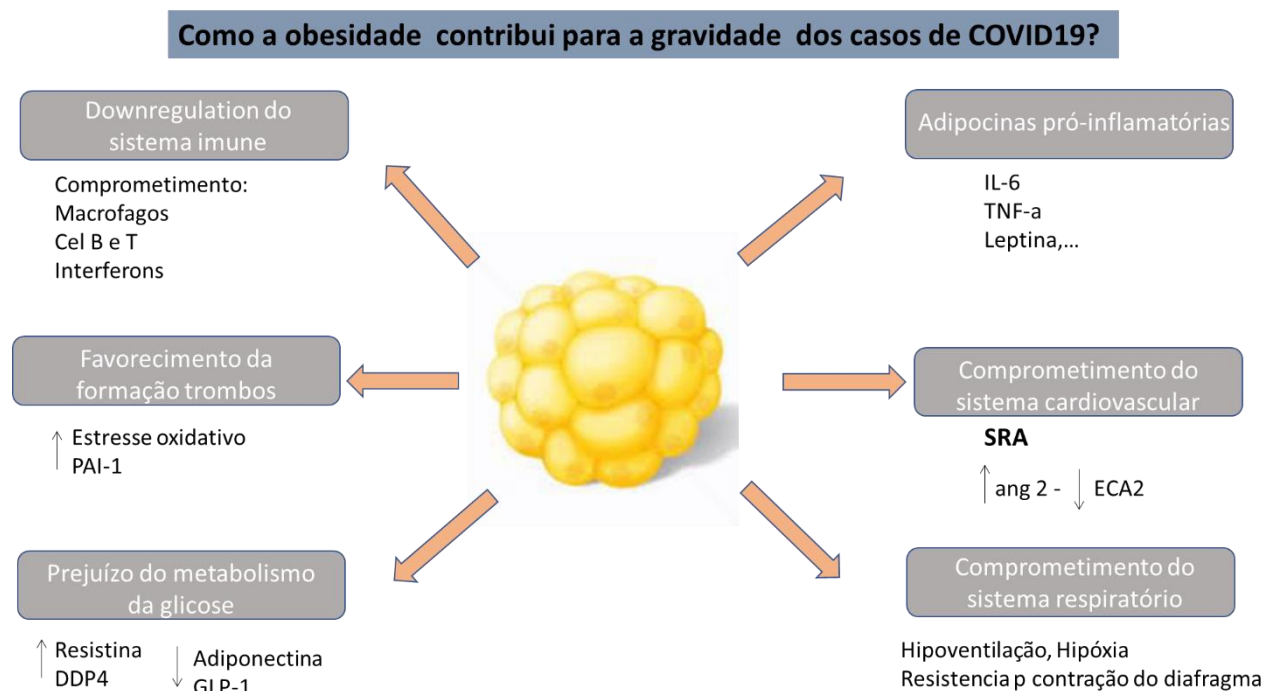 Como a obesidade  contribui para a gravidade  dos casos de COVID19?
Downregulation do
sistema imune
Comprometimento:
Macrofagos
Cel B e T
Interferons
Favorecimento da
formação trombos
↑ Estresse oxidativo
PAI-1
Prejuízo do metabolismo
da glicose
↑ Resistina
DDP4
↓ Adiponectina
GLP-1
Adipocinas pró-inflamatórias
IL-6
TNF-a
Leptina,...
Comprometimento do
sistema cardiovascular
SRA
↑ ang 2 - ↓ ECA2
Comprometimento do
sistema respiratório
Hipoventilação, Hipóxia
Resistencia p contração do diafragma